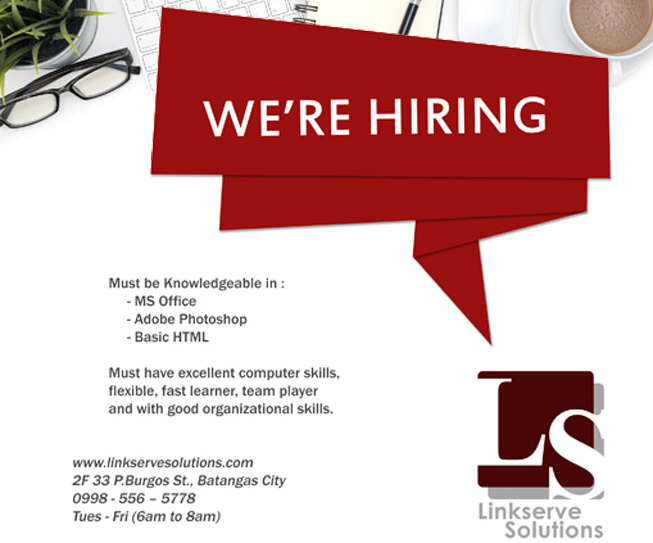 WE'RE HIRING
Must be Knowledgeable in :
- MS Office
- Adobe Photoshop
- Basic HTML
Must have excellent computer skills,
flexible, fast learner, team player
and with good organizational skills.
www.linkservesolutions.com
2F 33 P.Burgos St., Batangas City
0998 - 556 – 5778
Tues - Fri (6am to 8am)
LS
Linkserve
Solutions